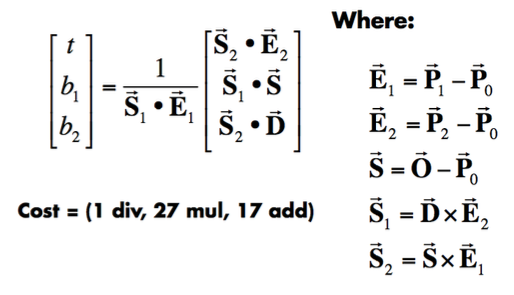 Where:
[t b₁ b₂] = 1 / (S⃗₁ • E⃗₁) [S⃗₂ • E⃗₂ S⃗₁ • S⃗ S⃗₂ • D⃗]
E⃗₁ = P⃗₁ − P⃗₀
E⃗₂ = P⃗₂ − P⃗₀
S⃗ = O⃗ − P⃗₀
S⃗₁ = D⃗ × E⃗₂
S⃗₂ = S⃗ × E⃗₁
Cost = (1 div, 27 mul, 17 add)